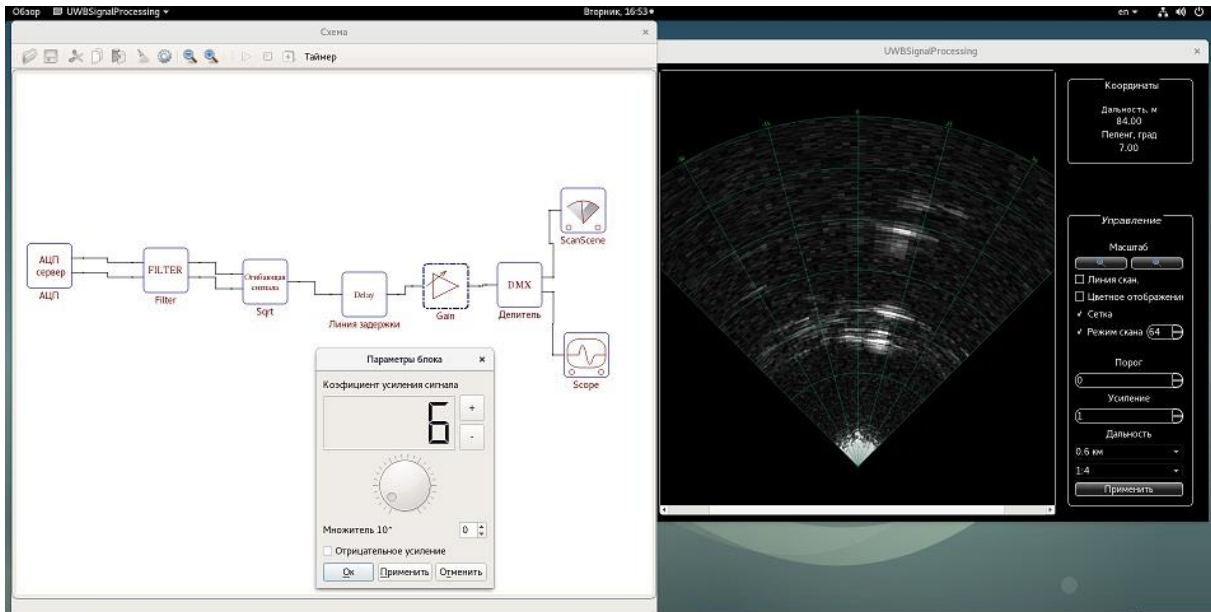 Обзор
UWBSignalProcessing
Вторник, 16:53
en
Схема
Таймер
АЦП
сервер
АЦП
FILTER
Filter
Огибающая
сигнала
Sqrt
Delay
Линия задержки
Gain
DMX
Делитель
ScanScene
Scope
Параметры блока
Коэфициент усиления сигнала
6
+
-
Множитель 10^
0
Отрицательное усиление
Ок
Применить
Отменить
UWBSignalProcessing
0
Координаты
Дальность, м
84.00
Пеленг, град
7.00
Управление
Масштаб
Линия скан.
Цветное отображени
Сетка
Режим скана 64
Порог
0
Усиление
1
Дальность
0.6 км
1:4
Применить